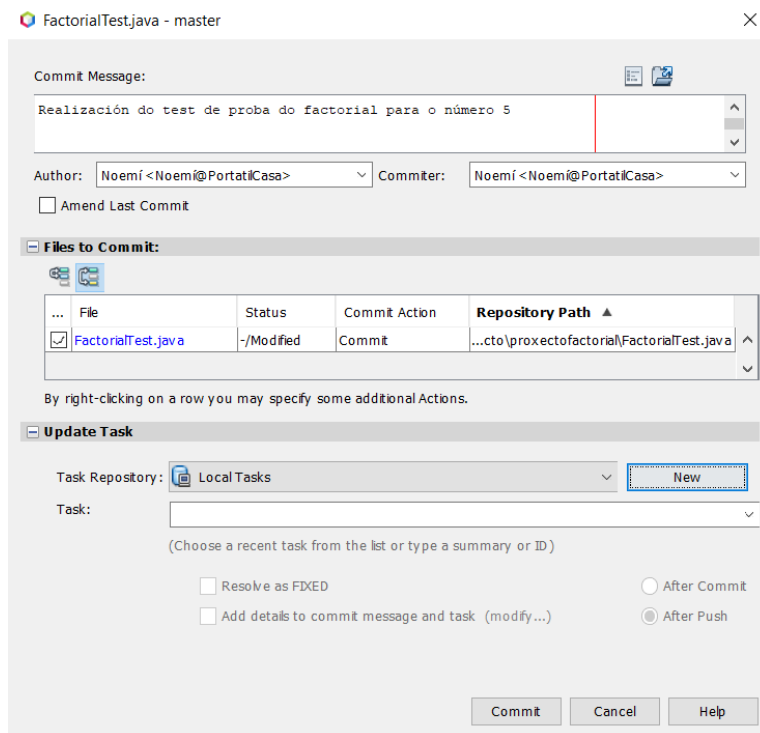 FactorialTest.java - master
Commit Message:
Realización do test de proba do factorial para o número 5
Author: Noemí <Noemí@PortatilCasa> Commiter: Noemí <Noemí@PortatilCasa>
Amend Last Commit
Files to Commit:
... File Status Commit Action Repository Path
FactorialTest.java -/Modified Commit ...cto\proxectofactorial\FactorialTest.java
By right-clicking on a row you may specify some additional Actions.
Update Task
Task Repository: Local Tasks New
Task:
(Choose a recent task from the list or type a summary or ID)
Resolve as FIXED After Commit
Add details to commit message and task (modify...) After Push
Commit Cancel Help